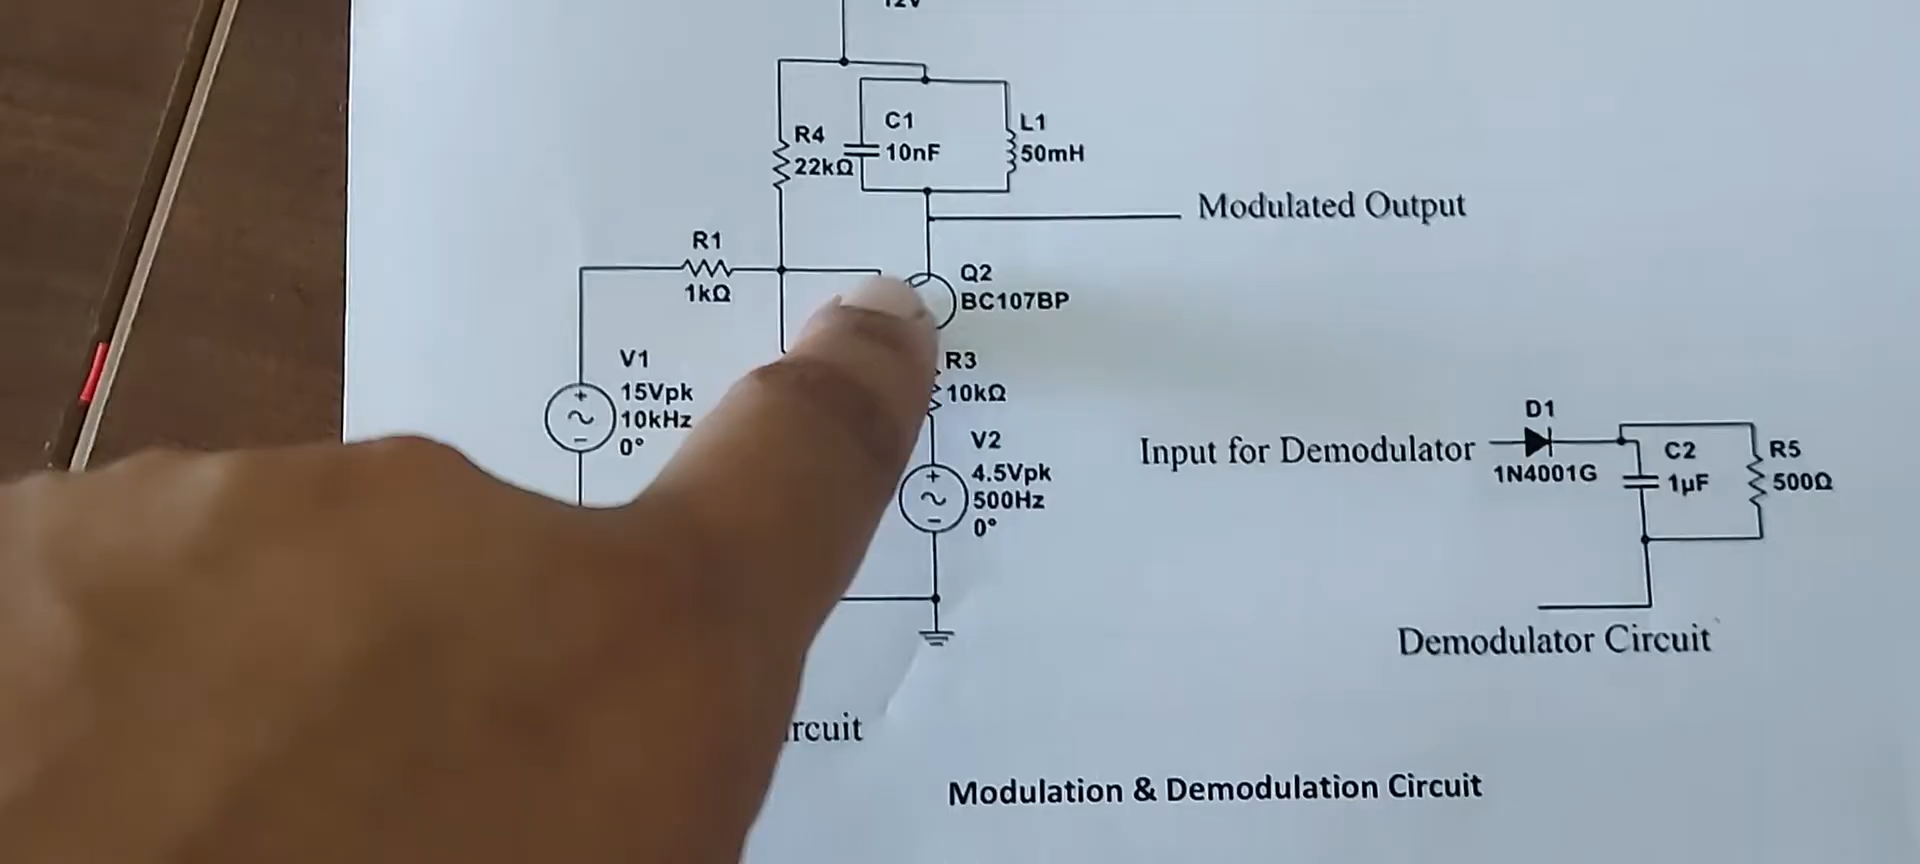 12V
R4
22kΩ
C1
10nF
L1
50mH
Modulated Output
R1
1kΩ
Q2
BC107BP
V1
15Vpk
10kHz
0°
R3
10kΩ
V2
4.5Vpk
500Hz
0°
Input for Demodulator
D1
1N4001G
C2
1µF
R5
500Ω
Demodulator Circuit
Modulation & Demodulation Circuit